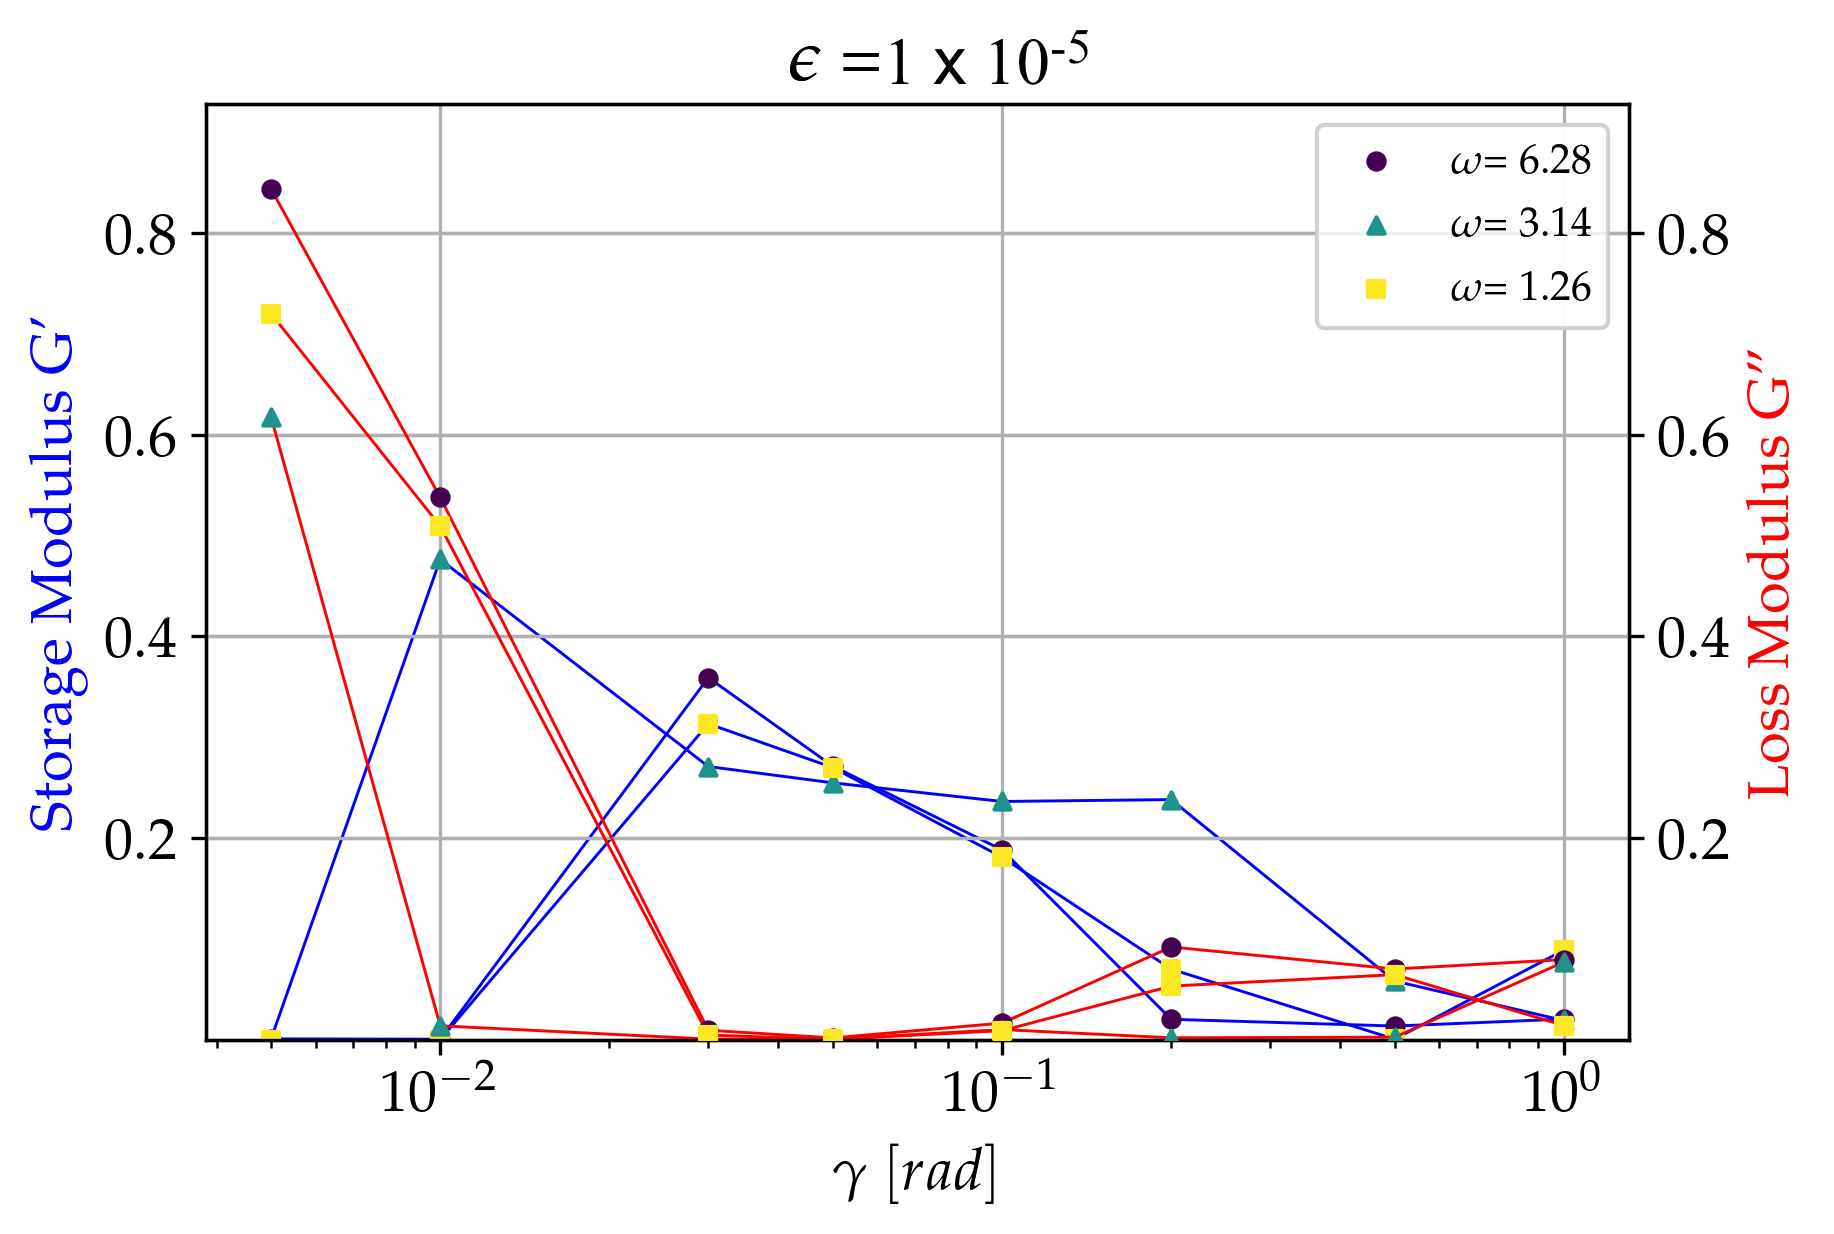 ϵ =1 x 10⁻⁵
ω= 6.28
ω= 3.14
ω= 1.26
Storage Modulus G′
0.8
0.6
0.4
0.2
0.8
0.6
0.4
0.2
Loss Modulus G″
10⁻²
10⁻¹
10⁰
γ [rad]